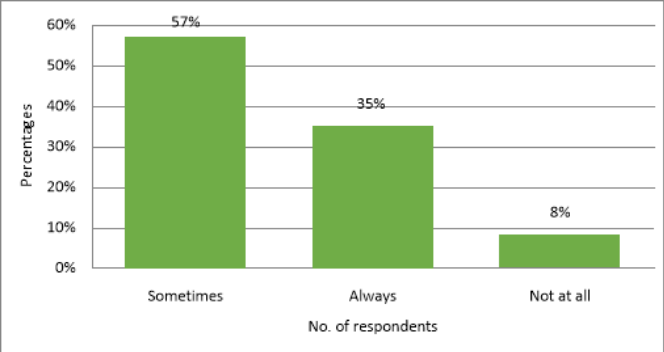 60%
50%
40%
30%
20%
10%
0%
Percentages
57%
35%
8%
Sometimes
Always
Not at all
No. of respondents